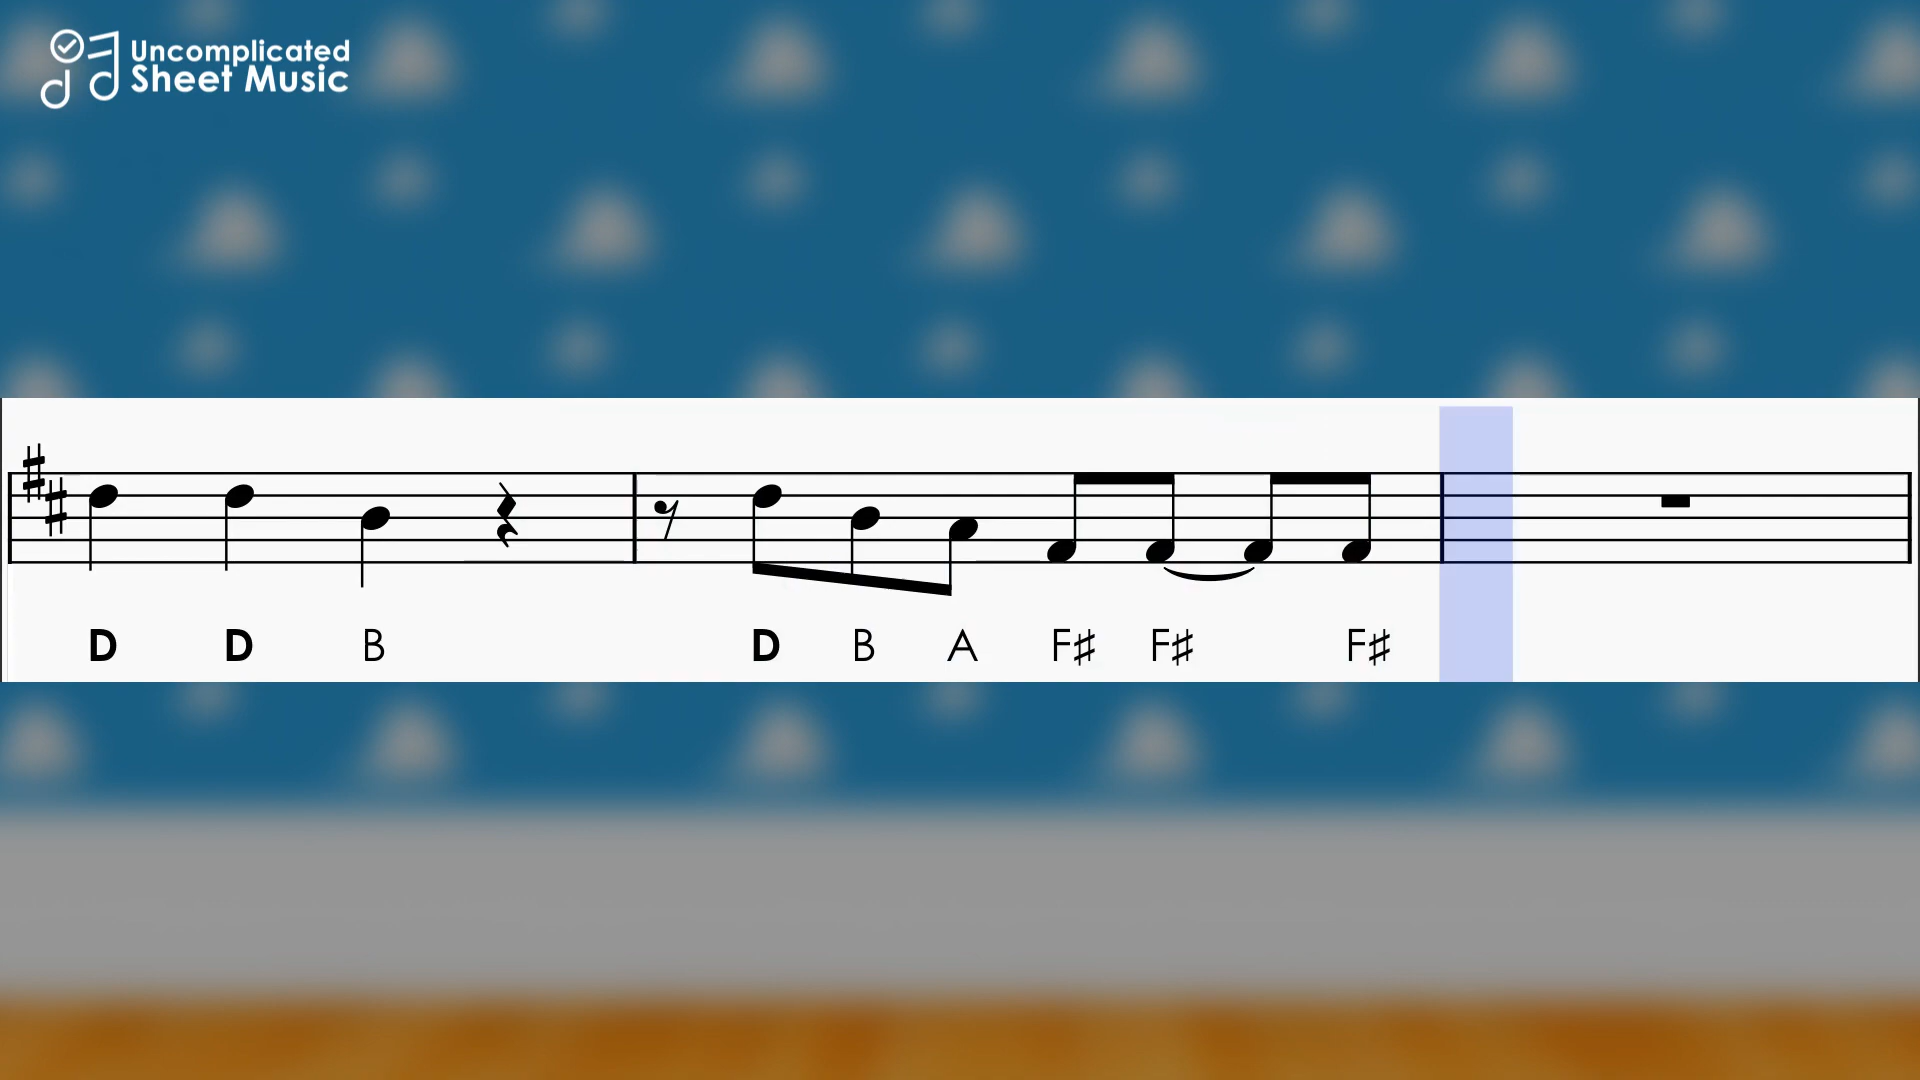 Uncomplicated
Sheet Music
D D B D B A F♯ F♯ F♯